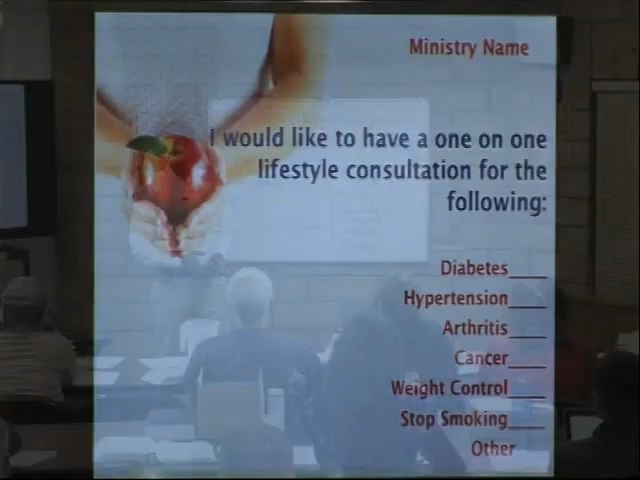 Ministry Name
I would like to have a one on one
lifestyle consultation for the
following:
Diabetes____
Hypertension____
Arthritis____
Cancer____
Weight Control____
Stop Smoking____
Other